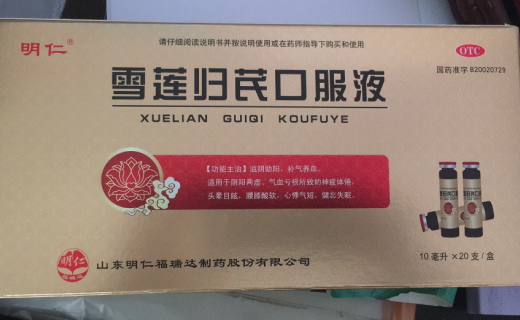 明仁®
请仔细阅读说明书并按说明使用或在药师指导下购买和使用
OTC
国药准字 B20020729
雪莲归芪口服液
XUELIAN GUIQI KOUFUYE
【功能主治】滋阴助阳，补气养血。
适用于阴阳两虚，气血亏损所致的神疲体倦，
头晕目眩，腰膝酸软，心悸气短，健忘失眠。
明仁
山东明仁福瑞达制药股份有限公司
10 毫升 ×20 支/盒